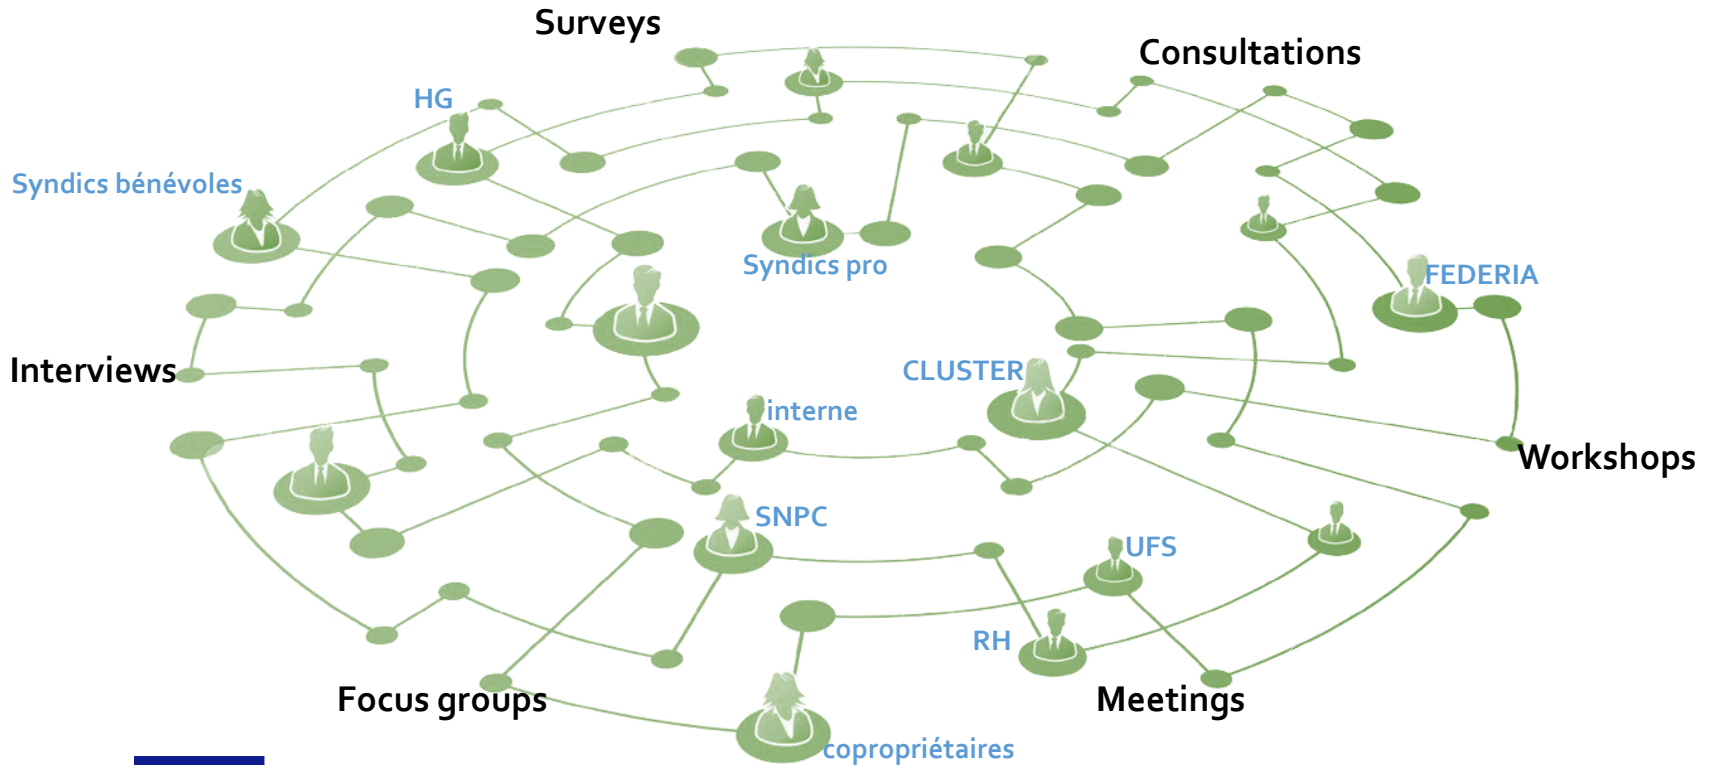 Surveys
Consultations
HG
Syndics bénévoles
Syndics pro
FEDERIA
Interviews
CLUSTER
interne
Workshops
SNPC
UFS
RH
Focus groups
Meetings
copropriétaires